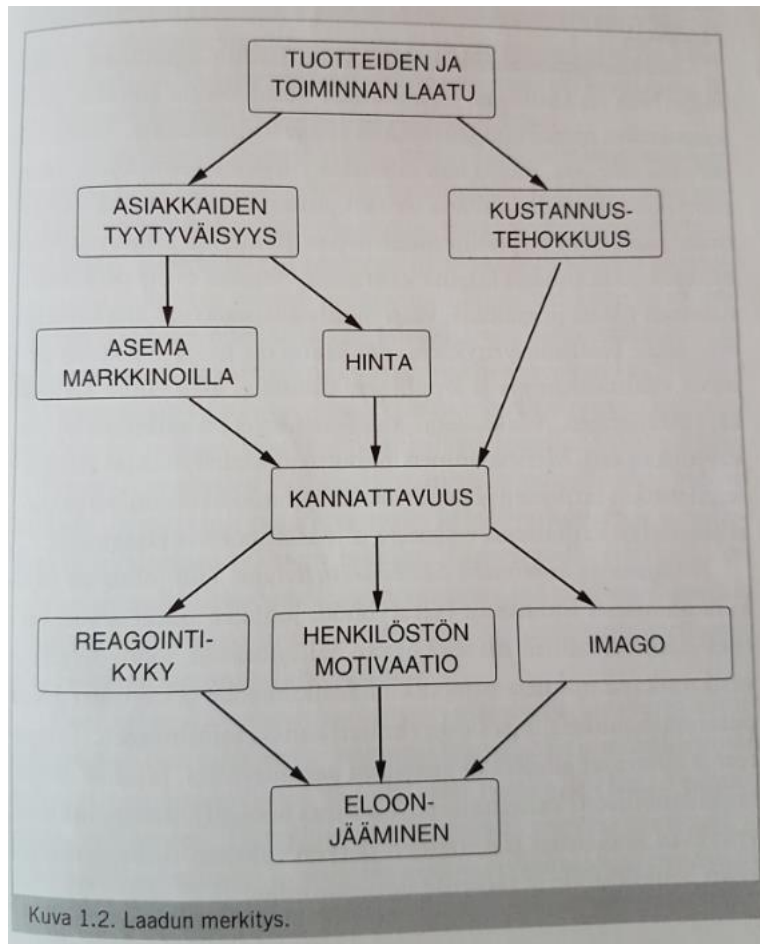 TUOTTEIDEN JA
TOIMINNAN LAATU
ASIAKKAIDEN
TYYTYVÄISYYS
KUSTANNUS-
TEHOKKUUS
ASEMA
MARKKINOILLA
HINTA
KANNATTAVUUS
REAGOINTI-
KYKY
HENKILÖSTÖN
MOTIVAATIO
IMAGO
ELOON-
JÄÄMINEN
Kuva 1.2. Laadun merkitys.